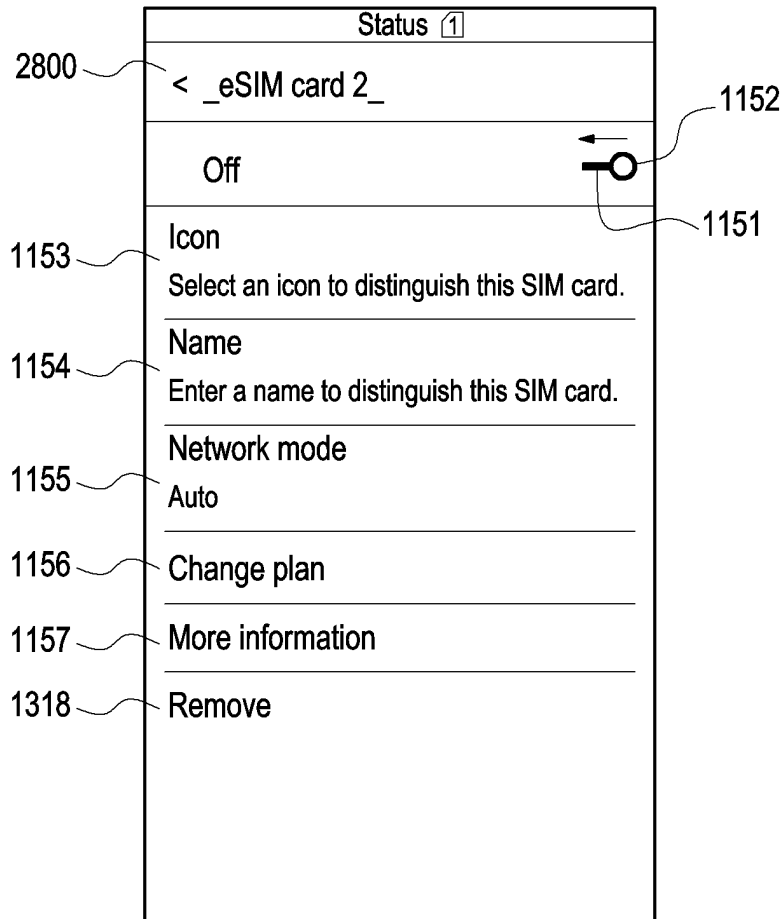 Status 1
2800
< _eSIM card 2_
1152
Off
1151
1153
Icon
Select an icon to distinguish this SIM card.
1154
Name
Enter a name to distinguish this SIM card.
1155
Network mode
Auto
1156
Change plan
1157
More information
1318
Remove